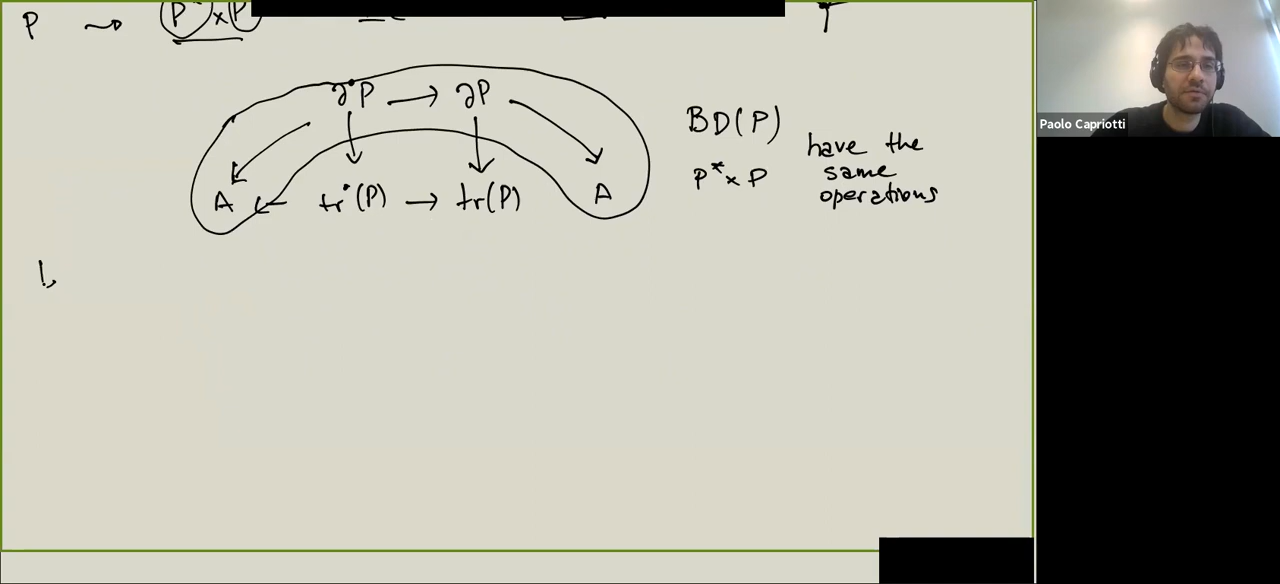 P ⇝ P* × P
∂•P → ∂P
A ← tr•(P) → tr(P) A
BD(P)
P* × P
have the
same
operations
Paolo Capriotti